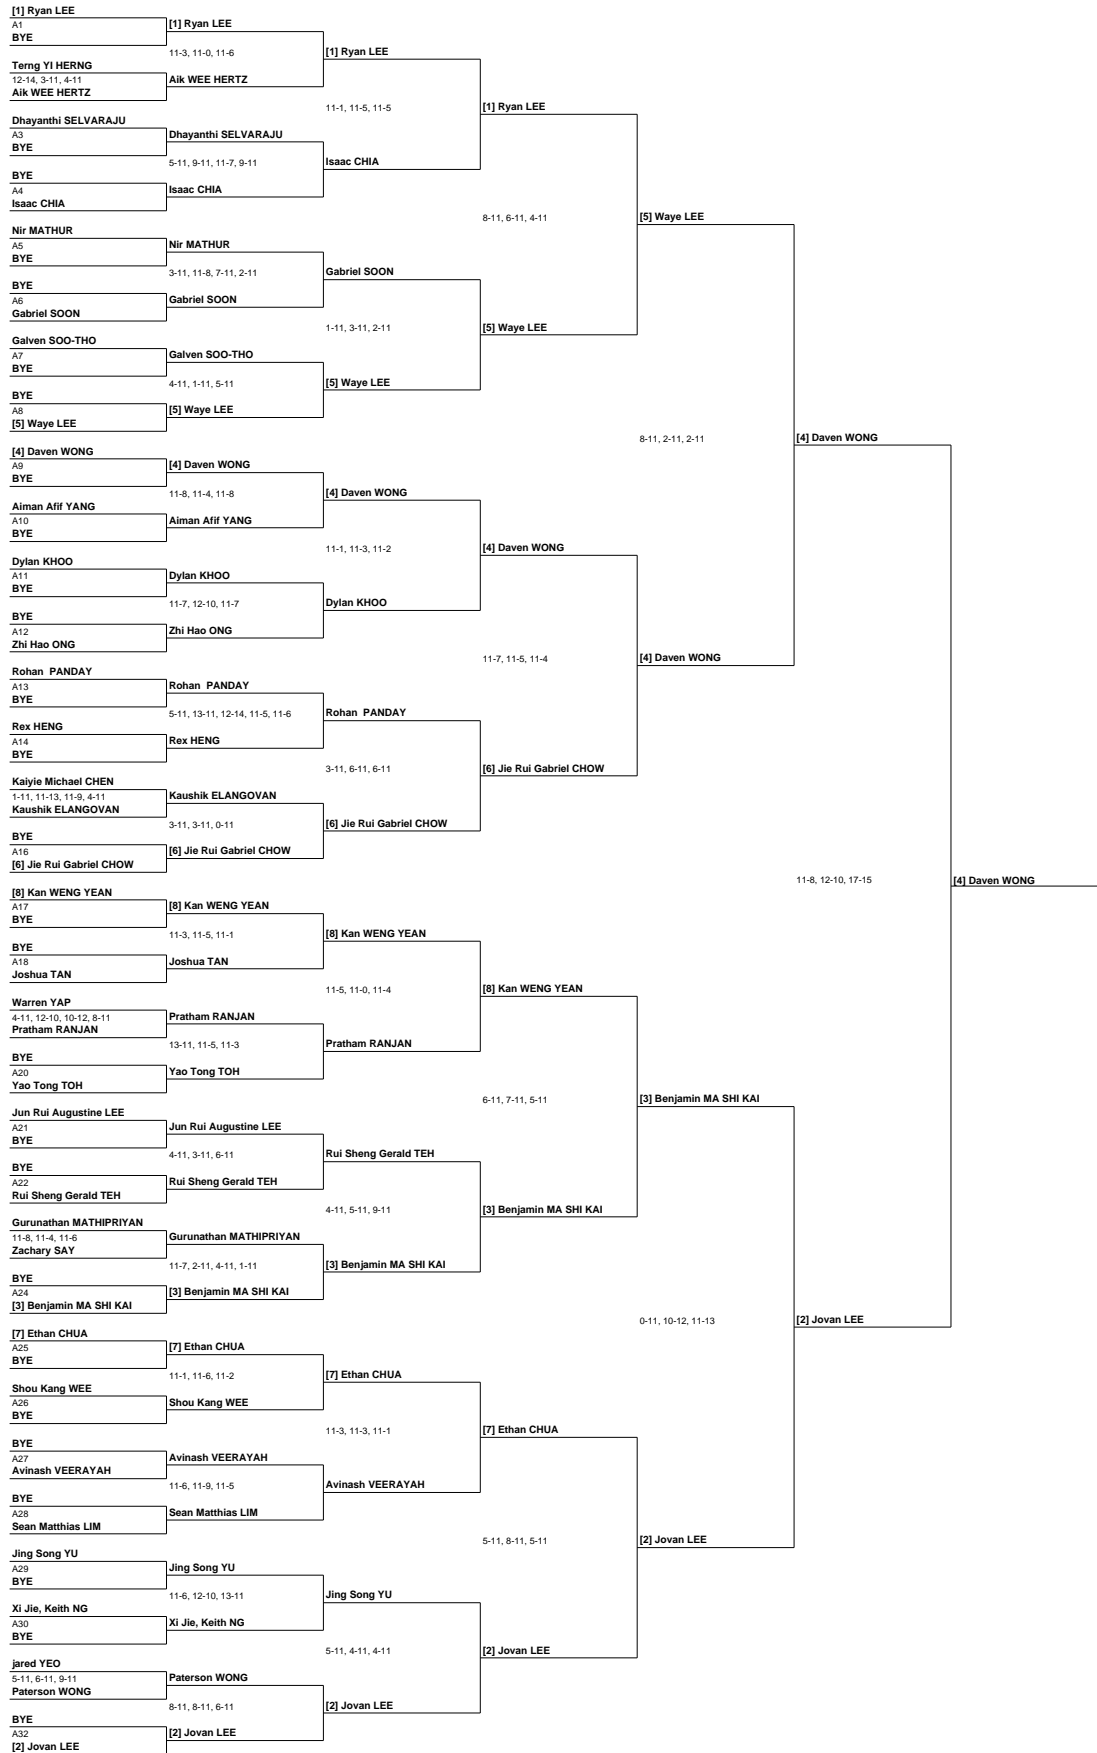 [1] Ryan LEE
A1
BYE
[1] Ryan LEE
11-3, 11-0, 11-6
[1] Ryan LEE
Terng YI HERNG
12-14, 3-11, 4-11
Aik WEE HERTZ
Aik WEE HERTZ
11-1, 11-5, 11-5
[1] Ryan LEE
Dhayanthi SELVARAJU
A3
BYE
Dhayanthi SELVARAJU
5-11, 9-11, 11-7, 9-11
Isaac CHIA
BYE
A4
Isaac CHIA
Isaac CHIA
8-11, 6-11, 4-11
[5] Waye LEE
Nir MATHUR
A5
BYE
Nir MATHUR
3-11, 11-8, 7-11, 2-11
Gabriel SOON
BYE
A6
Gabriel SOON
Gabriel SOON
1-11, 3-11, 2-11
[5] Waye LEE
Galven SOO-THO
A7
BYE
Galven SOO-THO
4-11, 1-11, 5-11
[5] Waye LEE
BYE
A8
[5] Waye LEE
[5] Waye LEE
8-11, 2-11, 2-11
[4] Daven WONG
[4] Daven WONG
A9
BYE
[4] Daven WONG
11-8, 11-4, 11-8
[4] Daven WONG
Aiman Afif YANG
A10
BYE
Aiman Afif YANG
11-1, 11-3, 11-2
[4] Daven WONG
Dylan KHOO
A11
BYE
Dylan KHOO
11-7, 12-10, 11-7
Dylan KHOO
BYE
A12
Zhi Hao ONG
Zhi Hao ONG
11-7, 11-5, 11-4
[4] Daven WONG
Rohan  PANDAY
A13
BYE
Rohan  PANDAY
5-11, 13-11, 12-14, 11-5, 11-6
Rohan  PANDAY
Rex HENG
A14
BYE
Rex HENG
3-11, 6-11, 6-11
[6] Jie Rui Gabriel CHOW
Kaiyie Michael CHEN
1-11, 11-13, 11-9, 4-11
Kaushik ELANGOVAN
Kaushik ELANGOVAN
3-11, 3-11, 0-11
[6] Jie Rui Gabriel CHOW
BYE
A16
[6] Jie Rui Gabriel CHOW
[6] Jie Rui Gabriel CHOW
11-8, 12-10, 17-15
[4] Daven WONG
[8] Kan WENG YEAN
A17
BYE
[8] Kan WENG YEAN
11-3, 11-5, 11-1
[8] Kan WENG YEAN
BYE
A18
Joshua TAN
Joshua TAN
11-5, 11-0, 11-4
[8] Kan WENG YEAN
Warren YAP
4-11, 12-10, 10-12, 8-11
Pratham RANJAN
Pratham RANJAN
13-11, 11-5, 11-3
Pratham RANJAN
BYE
A20
Yao Tong TOH
Yao Tong TOH
6-11, 7-11, 5-11
[3] Benjamin MA SHI KAI
Jun Rui Augustine LEE
A21
BYE
Jun Rui Augustine LEE
4-11, 3-11, 6-11
Rui Sheng Gerald TEH
BYE
A22
Rui Sheng Gerald TEH
Rui Sheng Gerald TEH
4-11, 5-11, 9-11
[3] Benjamin MA SHI KAI
Gurunathan MATHIPRIYAN
11-8, 11-4, 11-6
Zachary SAY
Gurunathan MATHIPRIYAN
11-7, 2-11, 4-11, 1-11
[3] Benjamin MA SHI KAI
BYE
A24
[3] Benjamin MA SHI KAI
[3] Benjamin MA SHI KAI
0-11, 10-12, 11-13
[2] Jovan LEE
[7] Ethan CHUA
A25
BYE
[7] Ethan CHUA
11-1, 11-6, 11-2
[7] Ethan CHUA
Shou Kang WEE
A26
BYE
Shou Kang WEE
11-3, 11-3, 11-1
[7] Ethan CHUA
BYE
A27
Avinash VEERAYAH
Avinash VEERAYAH
11-6, 11-9, 11-5
Avinash VEERAYAH
BYE
A28
Sean Matthias LIM
Sean Matthias LIM
5-11, 8-11, 5-11
[2] Jovan LEE
Jing Song YU
A29
BYE
Jing Song YU
11-6, 12-10, 13-11
Jing Song YU
Xi Jie, Keith NG
A30
BYE
Xi Jie, Keith NG
5-11, 4-11, 4-11
[2] Jovan LEE
jared YEO
5-11, 6-11, 9-11
Paterson WONG
Paterson WONG
8-11, 8-11, 6-11
[2] Jovan LEE
BYE
A32
[2] Jovan LEE
[2] Jovan LEE